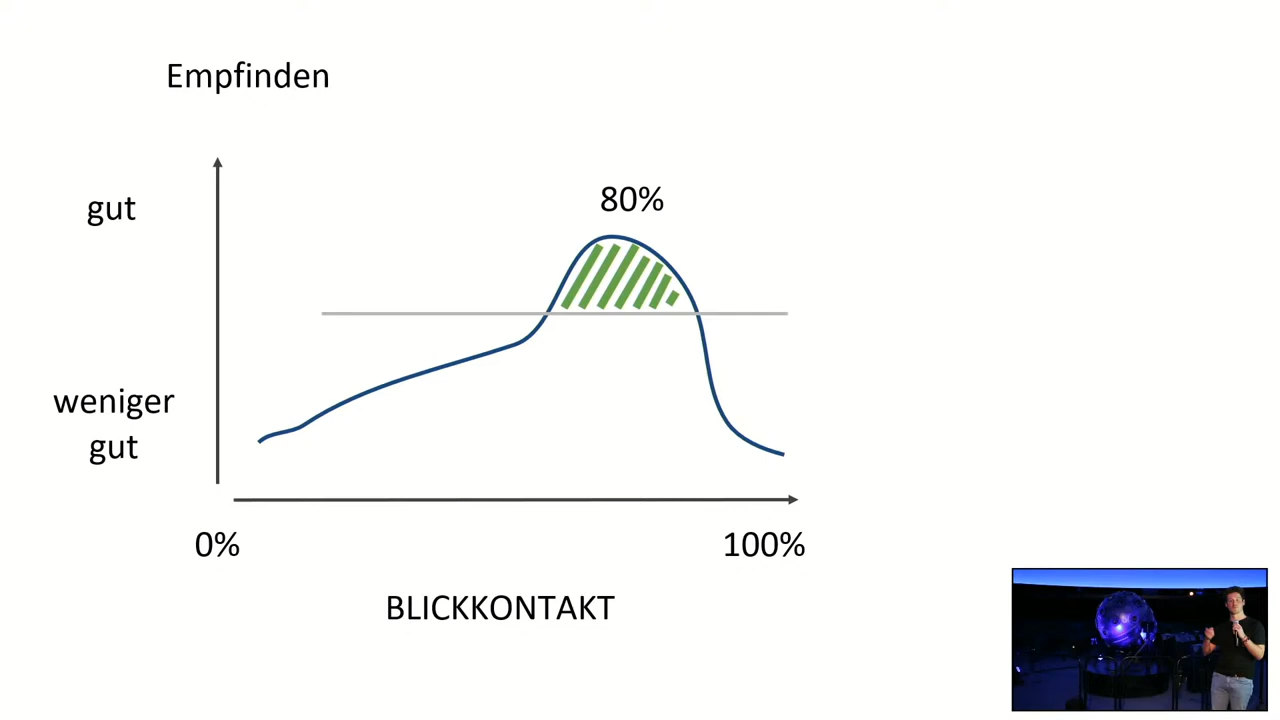 Empfinden
gut
80%
weniger
gut
0%
100%
BLICKKONTAKT